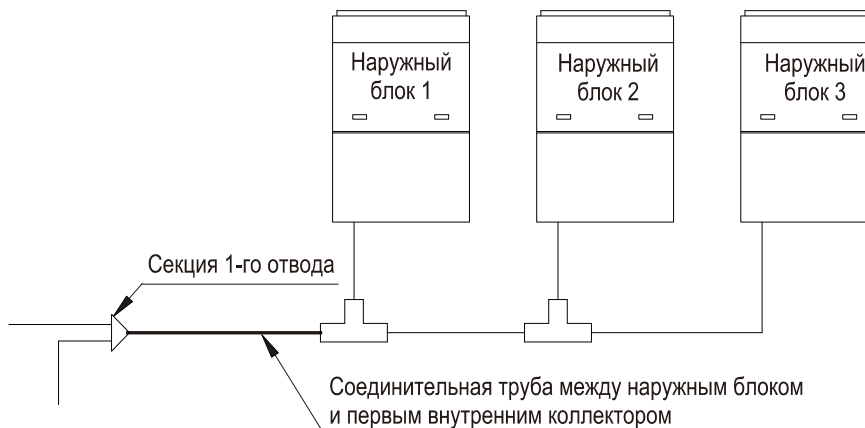 Наружный
блок 1
Наружный
блок 2
Наружный
блок 3
Секция 1-го отвода
Соединительная труба между наружным блоком
и первым внутренним коллектором